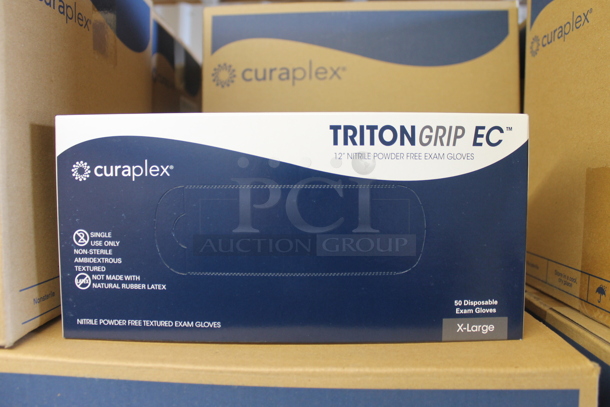 curaplex®
curaplex®
curaplex®
TRITONGRIP EC™
12" NITRILE POWDER FREE EXAM GLOVES
curaplex®
PCI
AUCTION GROUP
SINGLE
USE ONLY
NON-STERILE
AMBIDEXTROUS
TEXTURED
NOT MADE WITH
NATURAL RUBBER LATEX
50 Disposable
Exam Gloves
X-Large
NITRILE POWDER FREE TEXTURED EXAM GLOVES